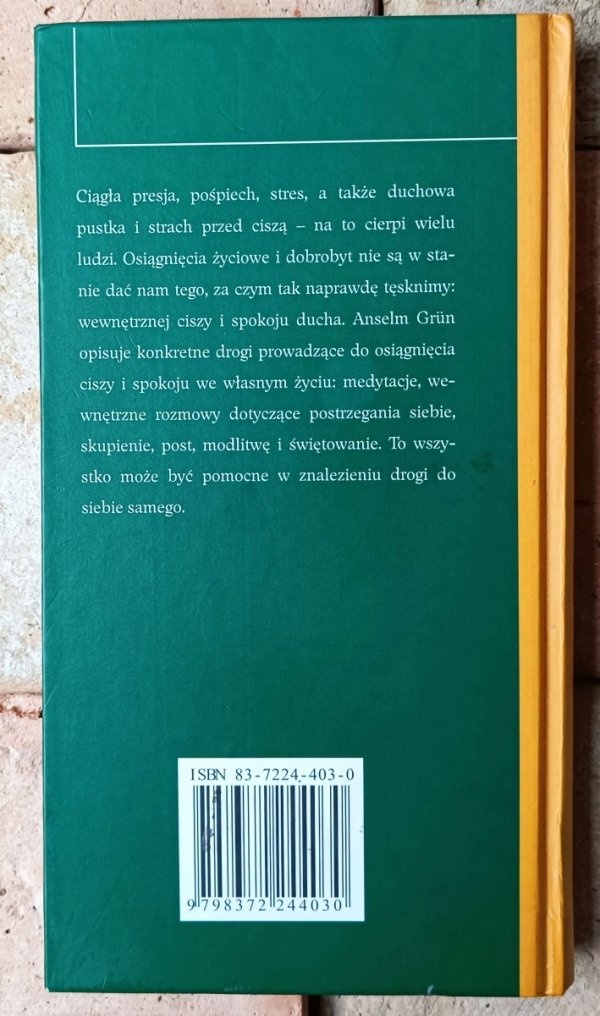 Ciągła presja, pośpiech, stres, a także duchowa
pustka i strach przed ciszą – na to cierpi wielu
ludzi. Osiągnięcia życiowe i dobrobyt nie są w sta-
nie dać nam tego, za czym tak naprawdę tęsknimy:
wewnętrznej ciszy i spokoju ducha. Anselm Grün
opisuje konkretne drogi prowadzące do osiągnięcia
ciszy i spokoju we własnym życiu: medytacje, we-
wnętrzne rozmowy dotyczące postrzegania siebie,
skupienie, post, modlitwę i świętowanie. To wszy-
stko może być pomocne w znalezieniu drogi do
siebie samego.
ISBN 83-7224-403-0
9 798372 244030